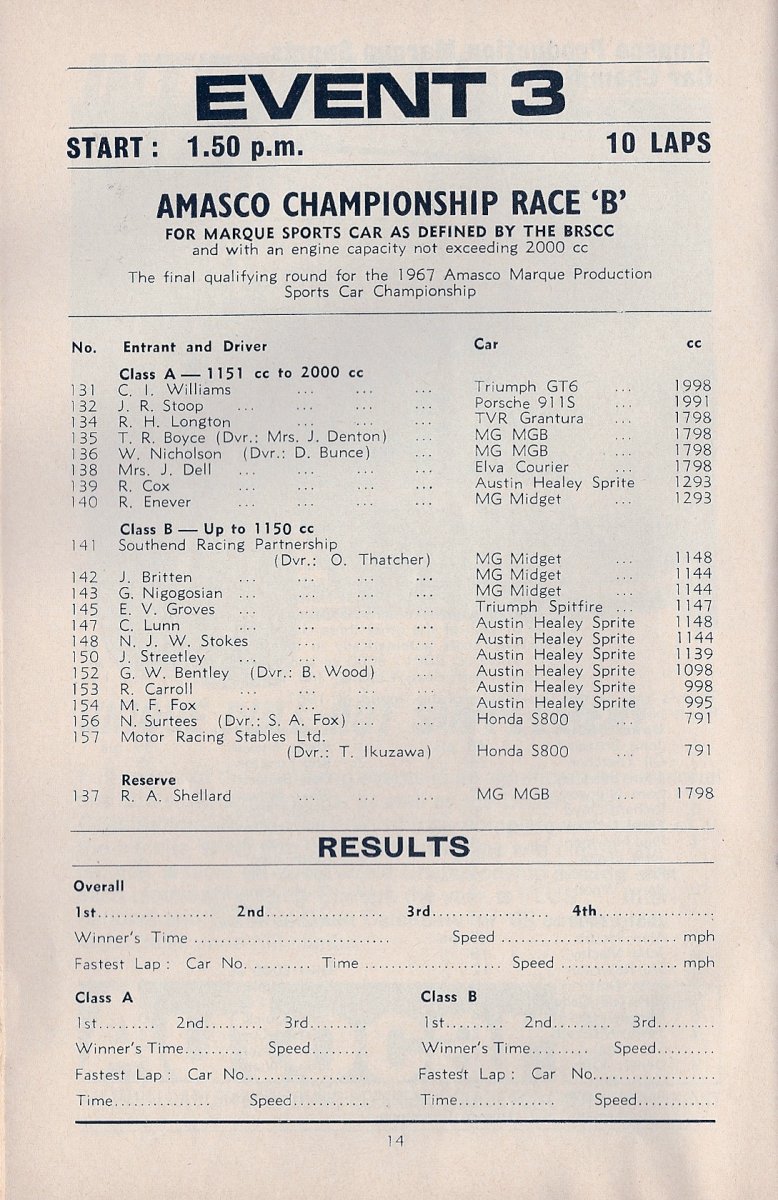 EVENT 3
START : 1.50 p.m. 10 LAPS
AMASCO CHAMPIONSHIP RACE ‘B’
FOR MARQUE SPORTS CAR AS DEFINED BY THE BRSCC
and with an engine capacity not exceeding 2000 cc
The final qualifying round for the 1967 Amasco Marque Production
Sports Car Championship
No. Entrant and Driver Car cc
Class A — 1151 cc to 2000 cc
131 C. I. Williams ... ... ... Triumph GT6 ... 1998
132 J. R. Stoop ... ... ... ... Porsche 911S ... 1991
134 R. H. Longton ... ... ... TVR Grantura ... 1798
135 T. R. Boyce (Dvr.: Mrs. J. Denton) ... MG MGB ... 1798
136 W. Nicholson (Dvr.: D. Bunce) ... MG MGB ... 1798
138 Mrs. J. Dell ... ... ... ... Elva Courier ... 1798
139 R. Cox ... ... ... ... Austin Healey Sprite 1293
140 R. Enever ... ... ... ... MG Midget ... 1293
Class B — Up to 1150 cc
141 Southend Racing Partnership
(Dvr.: O. Thatcher) MG Midget ... 1148
142 J. Britten ... ... ... ... MG Midget ... 1144
143 G. Nigogosian ... ... ... ... MG Midget ... 1144
145 E. V. Groves ... ... ... ... Triumph Spitfire ... 1147
147 C. Lunn ... ... ... ... Austin Healey Sprite 1148
148 N. J. W. Stokes ... ... ... Austin Healey Sprite 1144
150 J. Streetley ... ... ... ... Austin Healey Sprite 1139
152 G. W. Bentley (Dvr.: B. Wood) ... Austin Healey Sprite 1098
153 R. Carroll ... ... ... ... Austin Healey Sprite 998
154 M. F. Fox ... ... ... ... Austin Healey Sprite 995
156 N. Surtees (Dvr.: S. A. Fox) ... ... Honda S800 ... 791
157 Motor Racing Stables Ltd.
(Dvr.: T. Ikuzawa) Honda S800 ... 791
Reserve
137 R. A. Shellard ... ... ... MG MGB ... 1798
RESULTS
Overall
1st.................. 2nd.................. 3rd.................. 4th..................
Winner's Time .............................. Speed ........................... mph
Fastest Lap : Car No.......... Time ..................... Speed .................. mph
Class A Class B
1st......... 2nd......... 3rd......... 1st......... 2nd......... 3rd.........
Winner's Time......... Speed......... Winner's Time......... Speed.........
Fastest Lap : Car No................... Fastest Lap : Car No...................
Time............... Speed............ Time............... Speed............
14